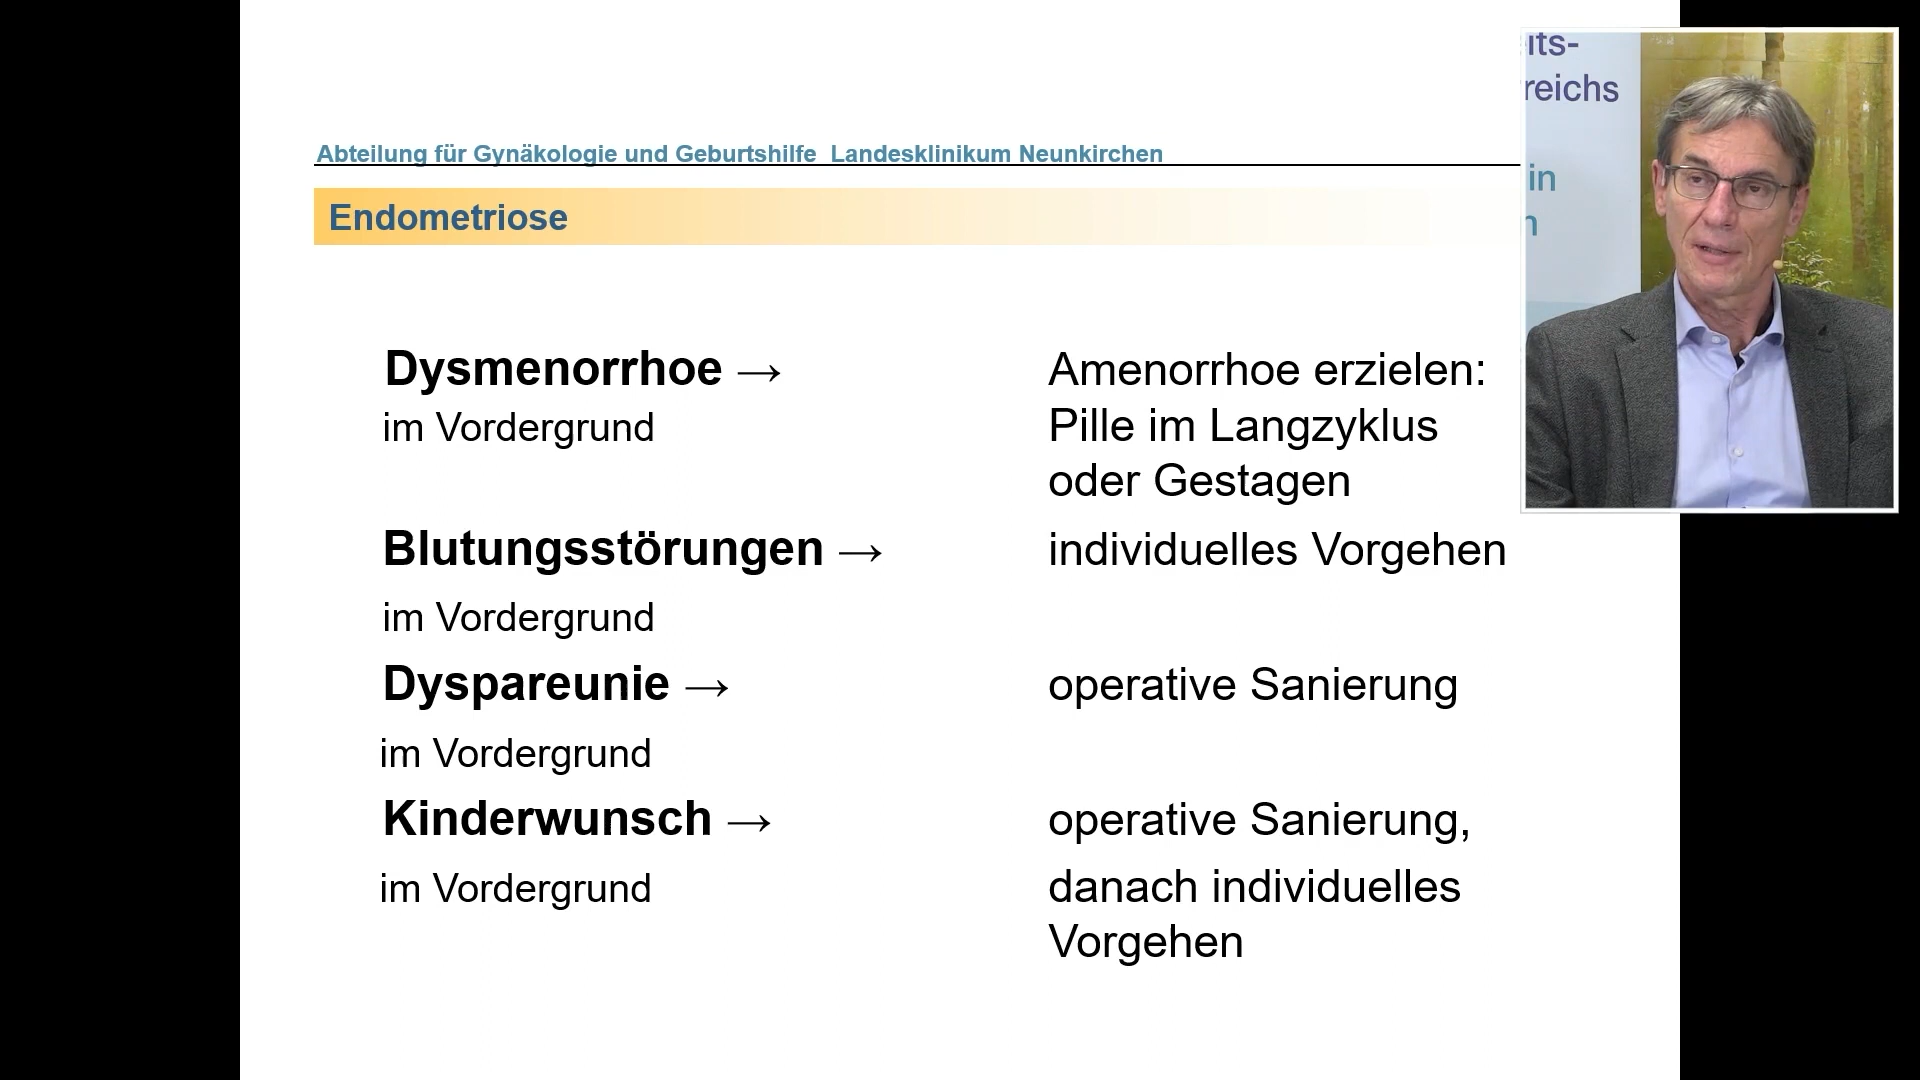 Abteilung für Gynäkologie und Geburtshilfe Landesklinikum Neunkirchen
Endometriose
Dysmenorrhoe →
im Vordergrund
Amenorrhoe erzielen:
Pille im Langzyklus
oder Gestagen
Blutungsstörungen →
im Vordergrund
individuelles Vorgehen
Dyspareunie →
im Vordergrund
operative Sanierung
Kinderwunsch →
im Vordergrund
operative Sanierung,
danach individuelles
Vorgehen
its-
reichs
in
n